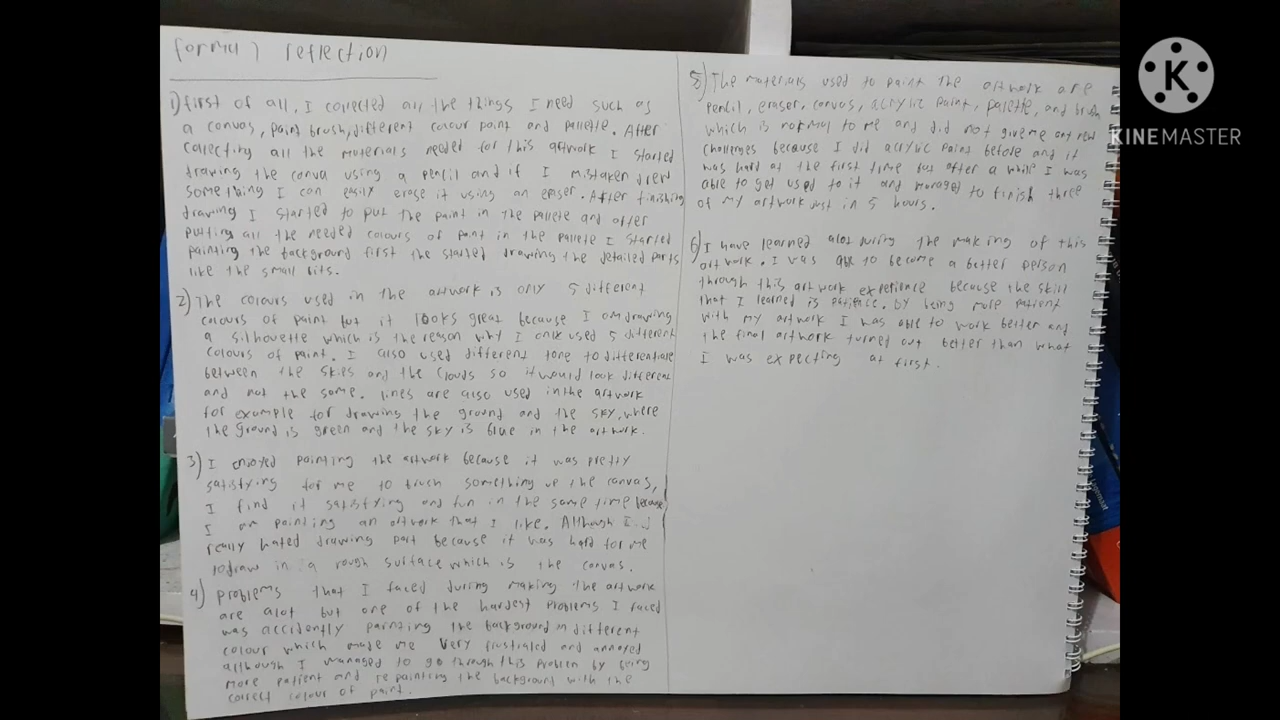 formal reflection
1) first of all, I collected all the things I need such as
a canvas, paint brush, different colour paint and pallette. After
collecting all the materials needed for this artwork I started
drawing the canva using a pencil and if I mistaken drew
something I can easily erase it using an eraser. After finishing
drawing I started to put the paint in the pallete and after
putting all the needed colours of paint in the pallete I started
painting the background first the started drawing the detailed parts
like the small bits.
2) The colours used in the artwork is only 5 different
colours of paint but it looks great because I am drawing
a silhouette which is the reason why I only used 5 different
colours of paint. I also used different tone to differentiate
between the skies and the clouds so it would look different
and not the same. lines are also used in the artwork
for example for drawing the ground and the sky, where
the ground is green and the sky is blue in the artwork.
3) I enjoyed painting the artwork because it was pretty
satisfying for me to brush something up the canvas,
I find it satisfying and fun in the same time because
I am painting an artwork that I like. Although I
really hated drawing part because it was hard for me
to draw in a rough surface which is the canvas.
4) problems that I faced during making the artwork
are alot but one of the hardest problems I faced
was accidently painting the background in different
colour which made me very frustrated and annoyed
although I managed to go through this problem by being
more patient and repainting the background with the
correct colour of paint.
5) The materials used to paint the artwork are
pencil, eraser, canvas, acrylic paint, palette, and brush
which is normal to me and did not give me any new
challenges because I did acrylic paint before and it
was hard at the first time but after a while I was
able to get used to it and managed to finish three
of my artwork just in 5 hours.
6) I have learned alot during the making of this
art work. I was able to become a better person
through this art work experience because the skill
that I learned is patience. by being more patient
with my artwork I was able to work better and
the final artwork turned out better than what
I was expecting at first.
K
KINEMASTER